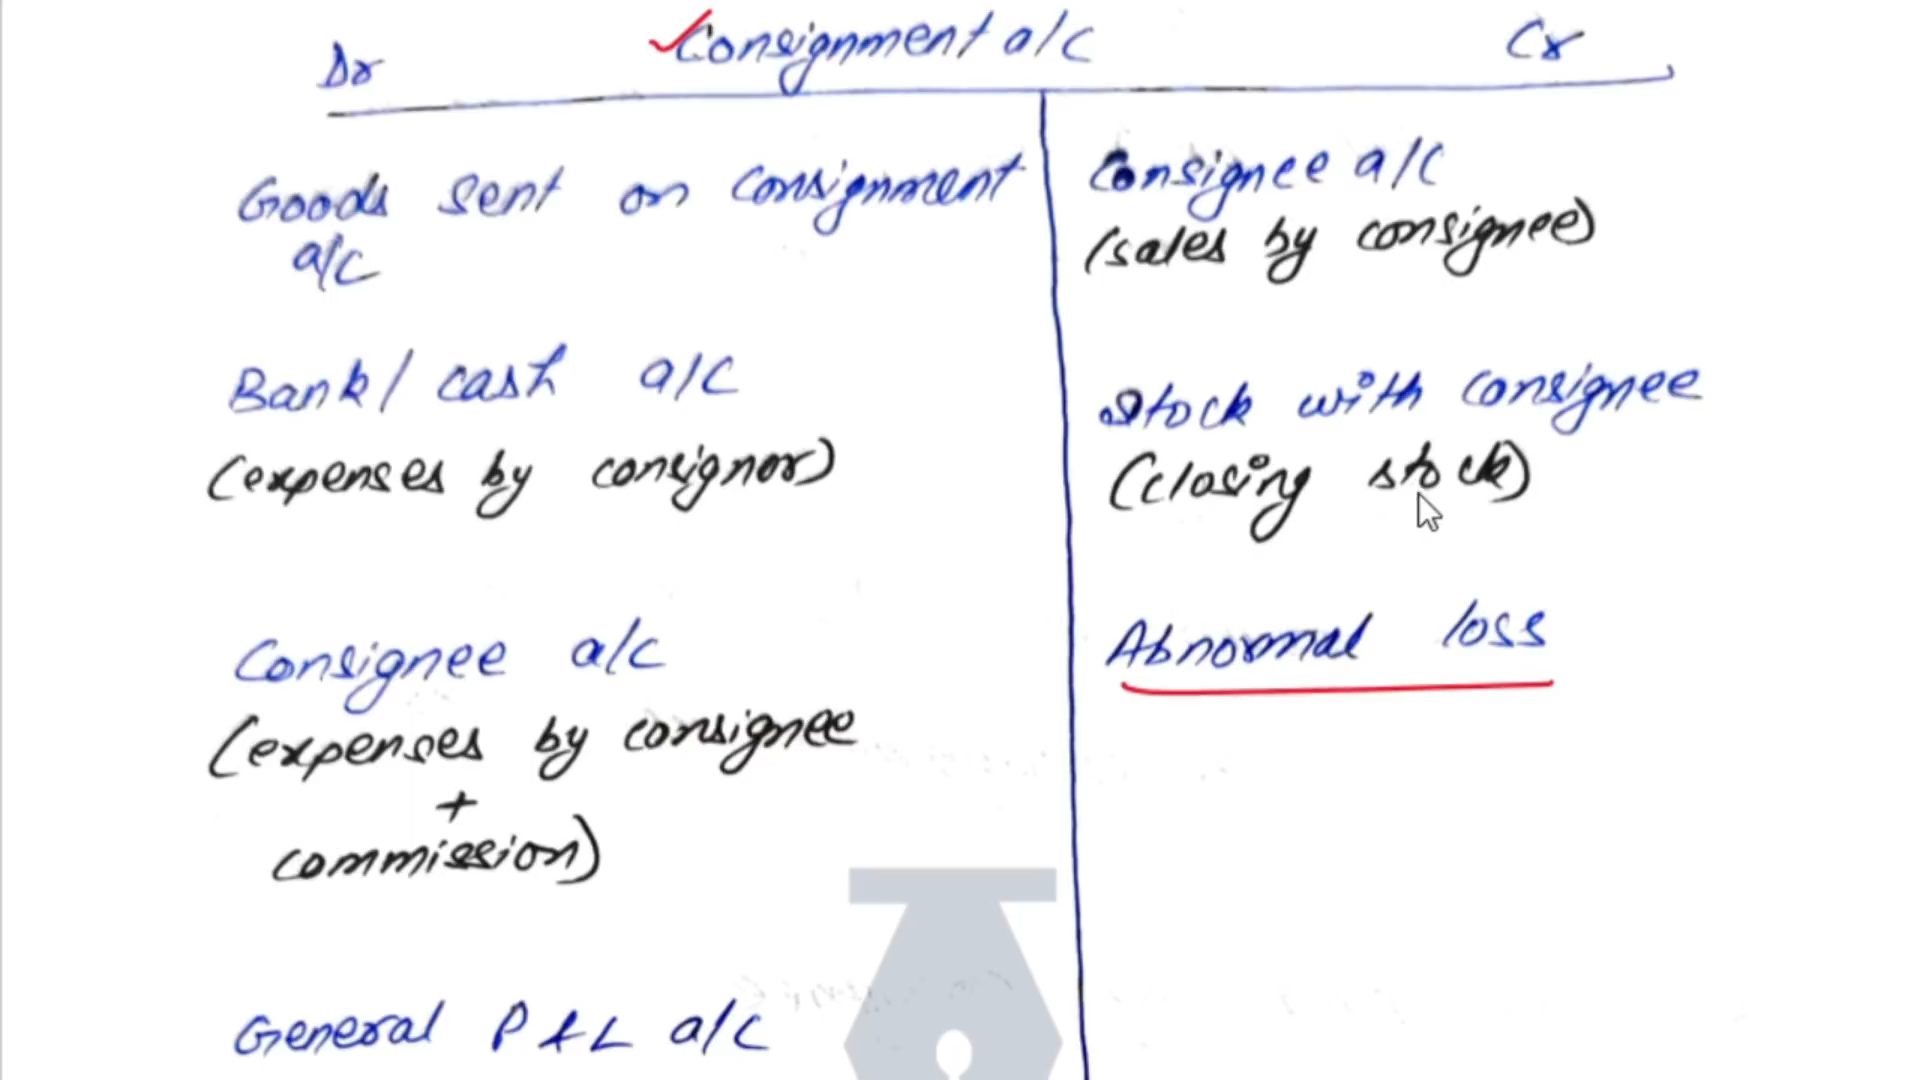 Dr
Consignment a/c
Cr
Goods sent on consignment
a/c
Bank/ cash a/c
(expenses by consignor)
Consignee a/c
(expenses by consignee
+
commission)
General P & L a/c
Consignee a/c
(sales by consignee)
Stock with consignee
(closing stock)
Abnormal loss